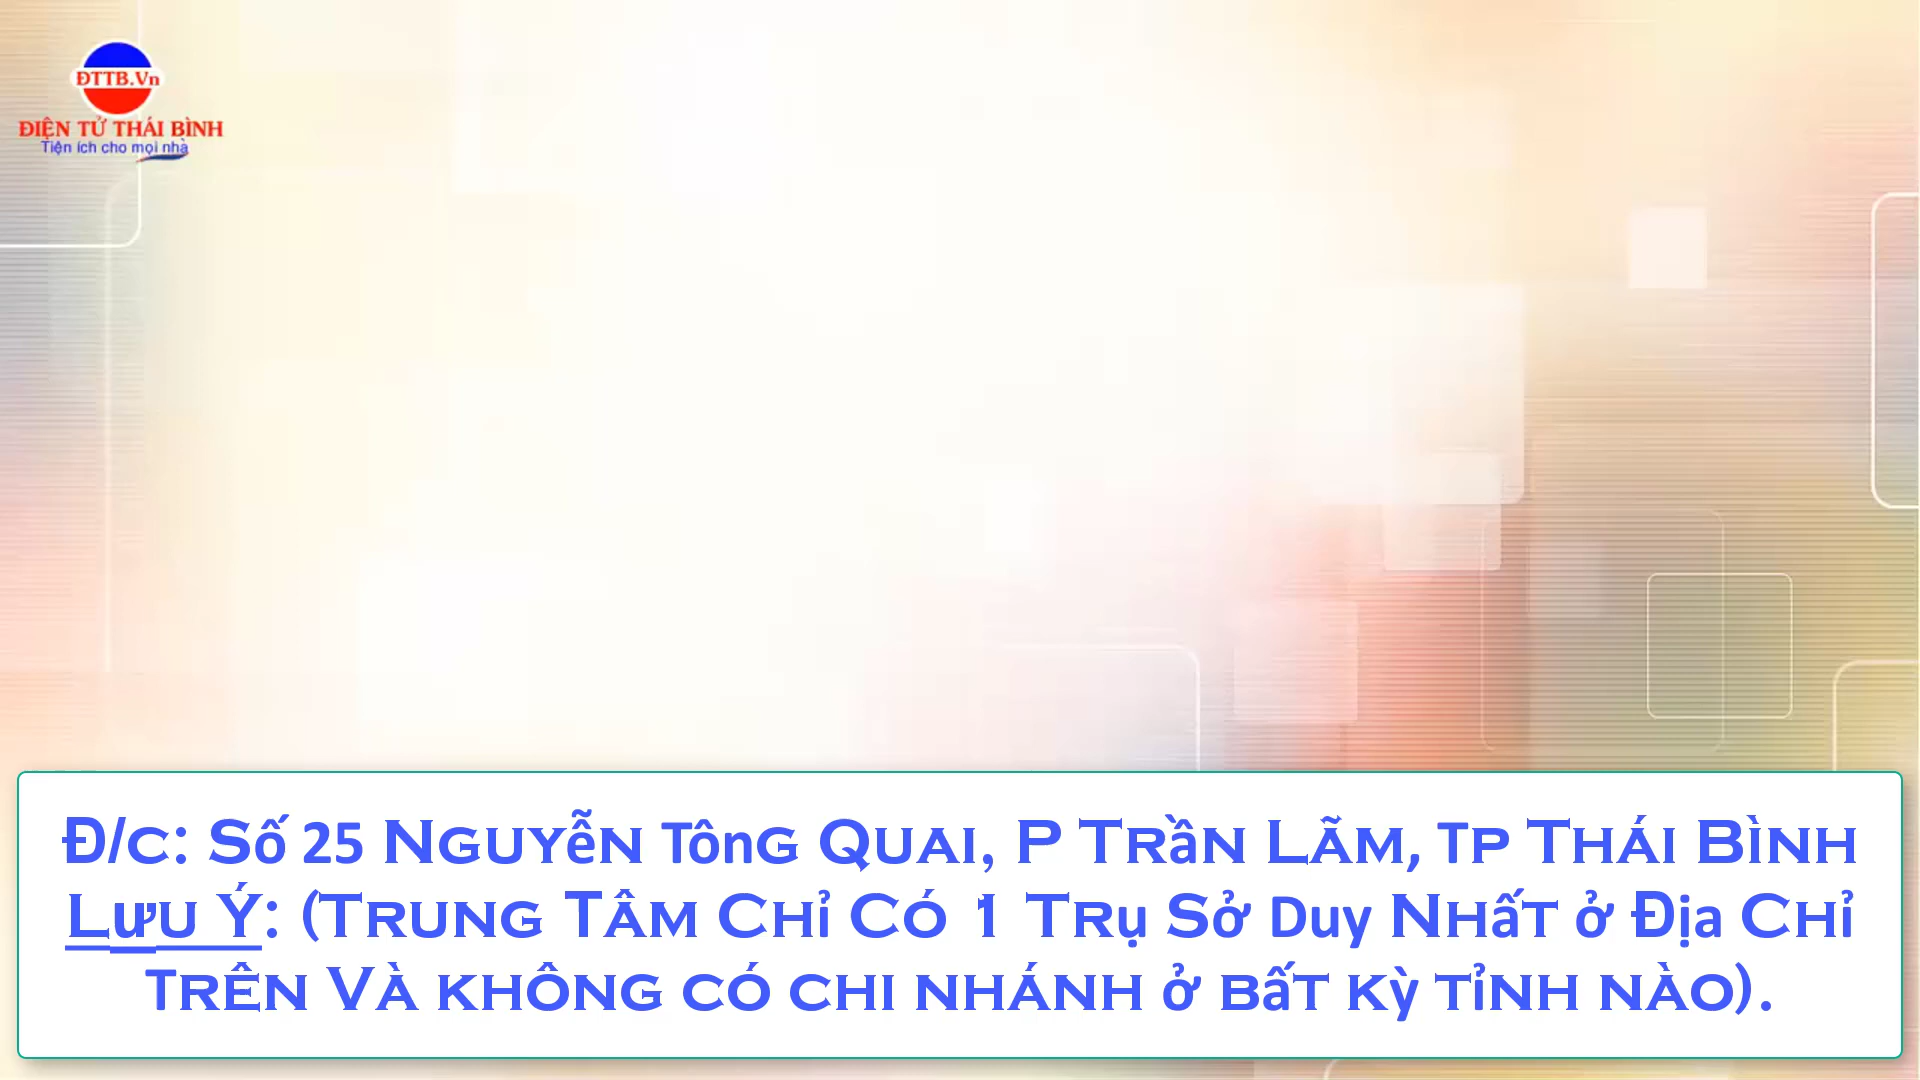 ĐTTB.Vn
ĐIỆN TỬ THÁI BÌNH
Tiện ích cho mọi nhà
Đ/c: Số 25 Nguyễn Tông Quai, P Trần Lãm, Tp Thái Bình
Lưu Ý: (Trung Tâm Chỉ Có 1 Trụ Sở Duy Nhất ở Địa Chỉ
Trên Và không có chi nhánh ở bất kỳ tỉnh nào).